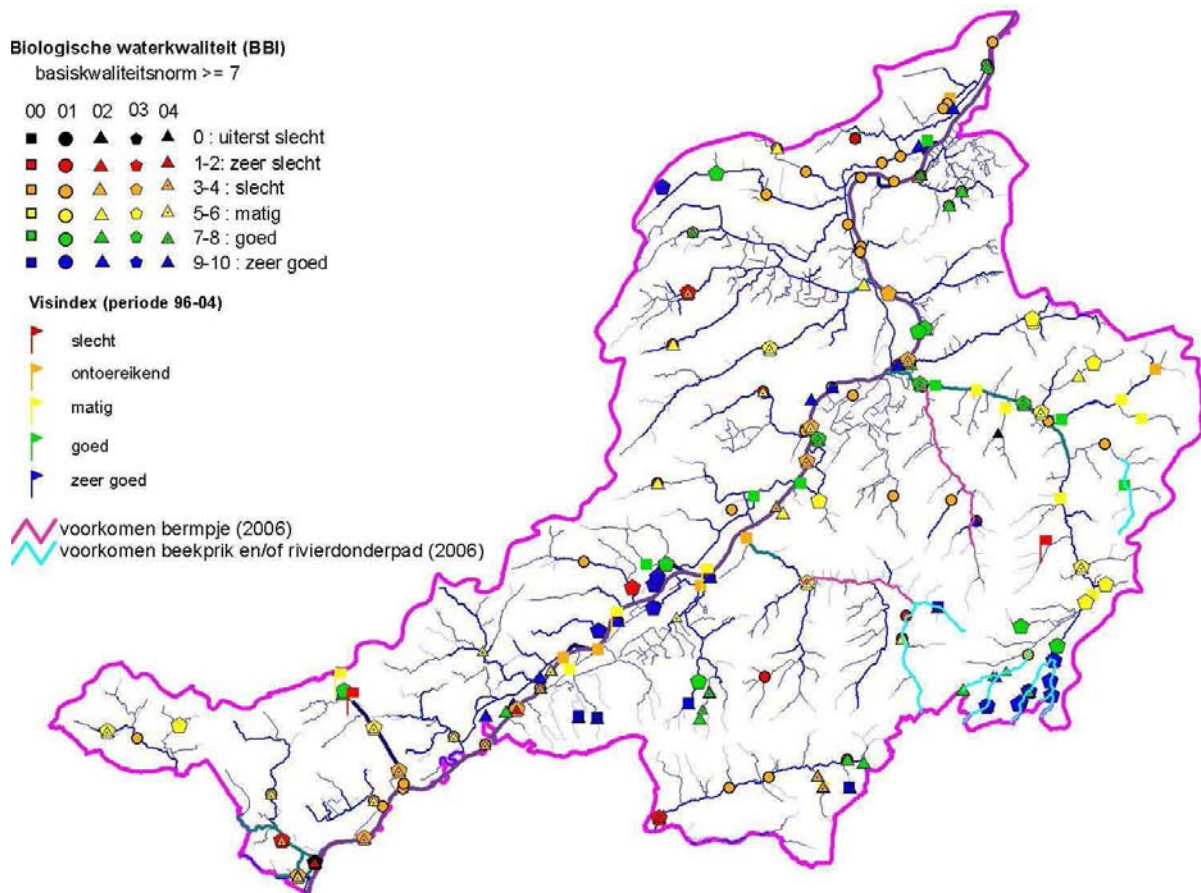 Biologische waterkwaliteit (BBI)
basiskwaliteitsnorm >= 7
00 01 02 03 04
0 : uiterst slecht
1-2: zeer slecht
3-4 : slecht
5-6 : matig
7-8 : goed
9-10 : zeer goed
Visindex (periode 96-04)
slecht
ontoereikend
matig
goed
zeer goed
voorkomen bermpje (2006)
voorkomen beekprik en/of rivierdonderpad (2006)